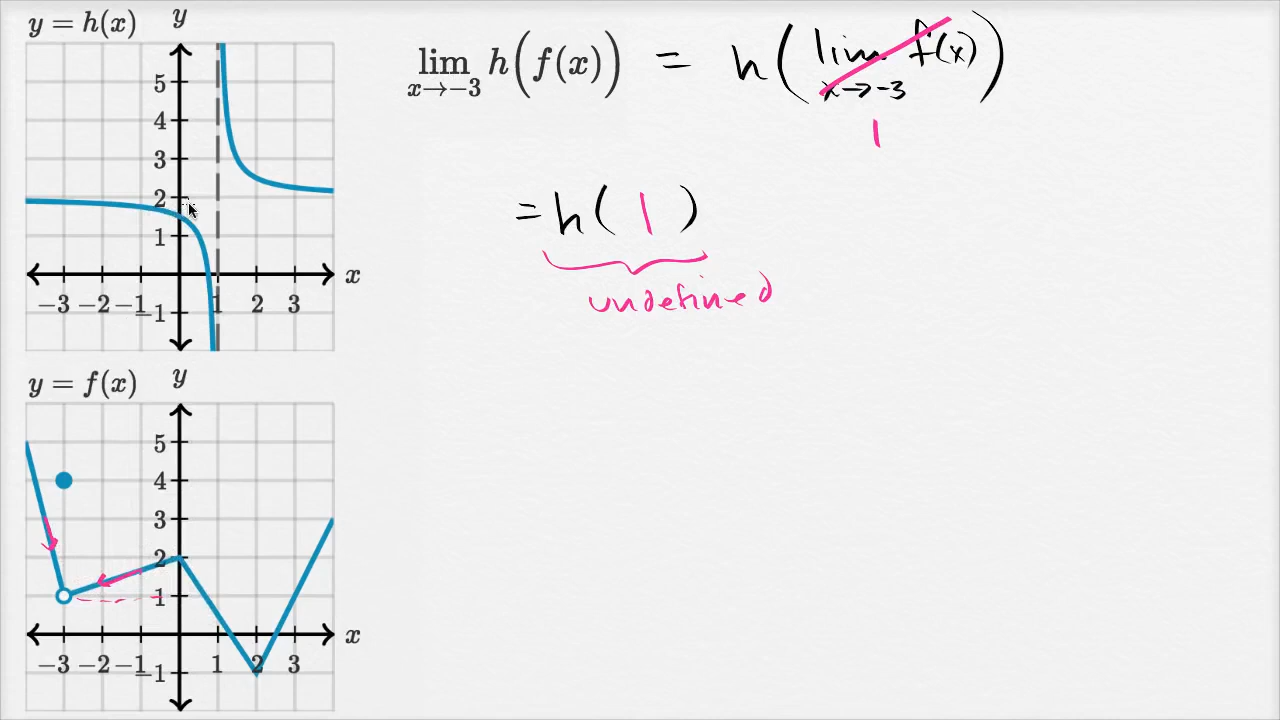 y = h(x)
y
5
4
3
2
1
x
−3 −2 −1 1 2 3
−1
y = f(x)
y
5
4
3
2
1
x
−3 −2 −1 1 2 3
−1
lim x→−3 h(f(x)) = h(lim x→-3 f(x))
1
= h( 1 )
undefined